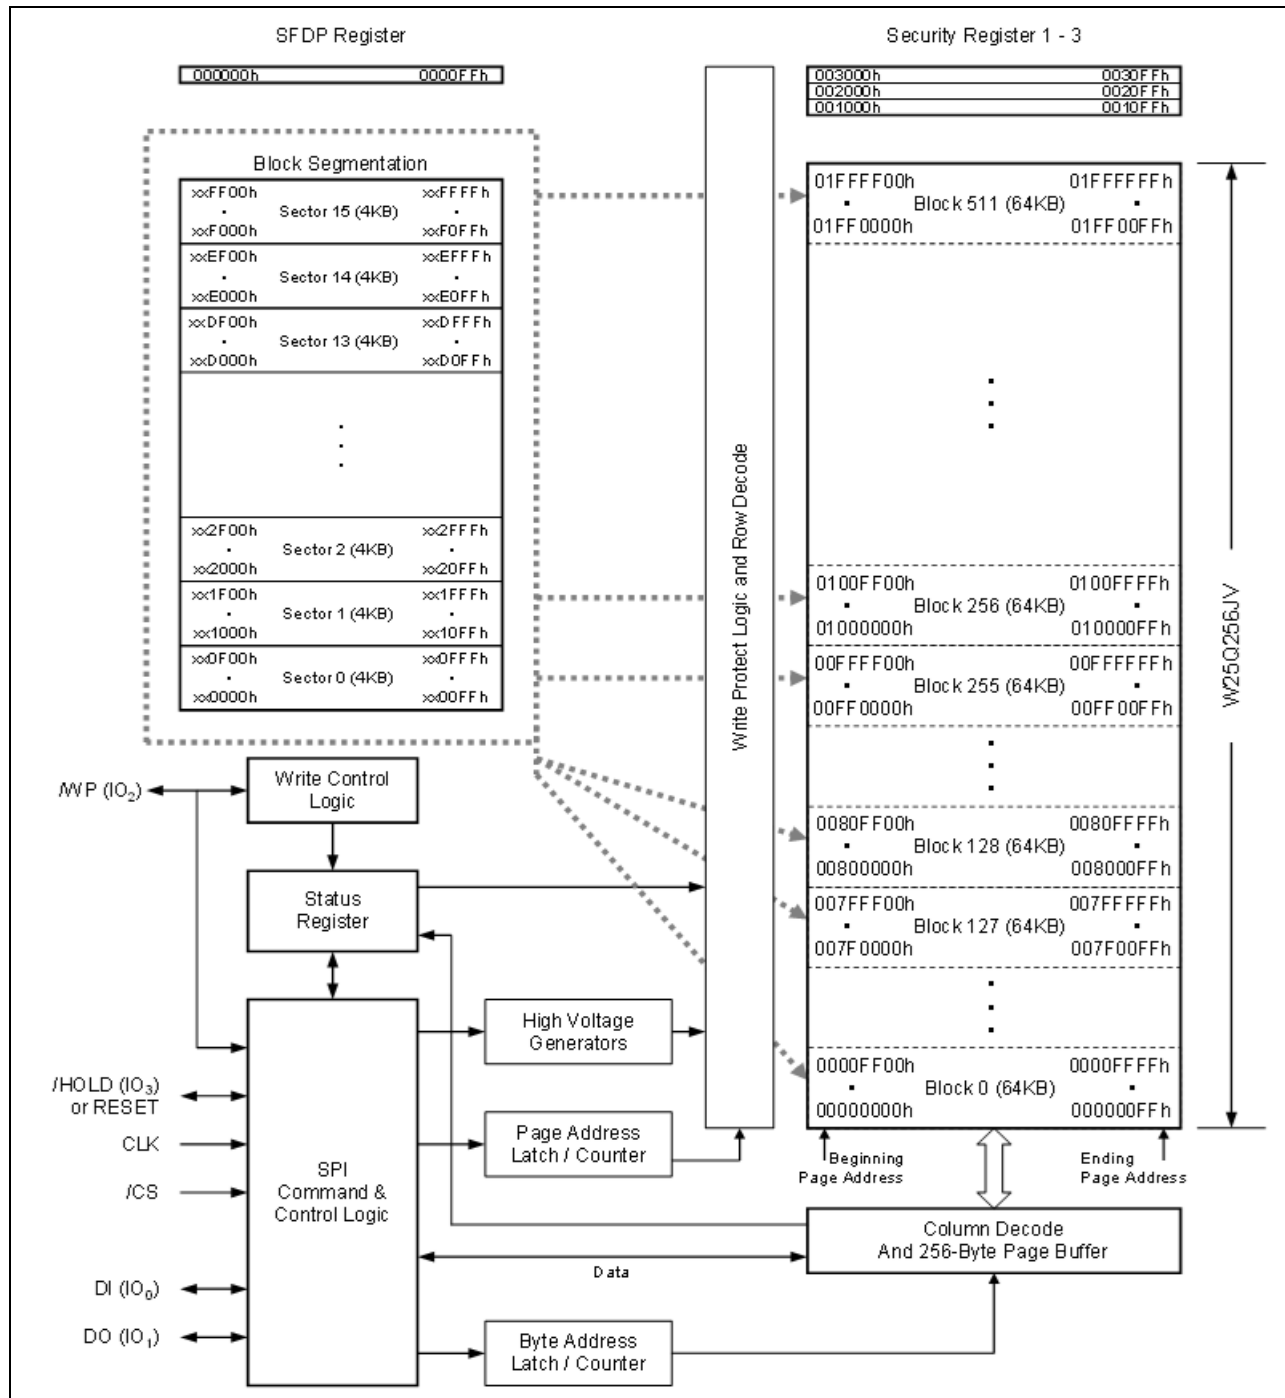 SFDP Register
000000h 0000FFh
Block Segmentation
xxFF00h xxFFFFh
Sector 15 (4KB)
xxF000h xxF0FFh
xxEF00h xxEFFFh
Sector 14 (4KB)
xxE000h xxE0FFh
xxDF00h xxDFFFh
Sector 13 (4KB)
xxD000h xxD0FFh
xx2F00h xx2FFFh
Sector 2 (4KB)
xx2000h xx20FFh
xx1F00h xx1FFFh
Sector 1 (4KB)
xx1000h xx10FFh
xx0F00h xx0FFFh
Sector 0 (4KB)
xx0000h xx00FFh
Security Register 1 - 3
003000h 0030FFh
002000h 0020FFh
001000h 0010FFh
01FFFF00h 01FFFFFFh
Block 511 (64KB)
01FF0000h 01FF00FFh
0100FF00h 0100FFFFh
Block 256 (64KB)
01000000h 010000FFh
00FFFF00h 00FFFFFFh
Block 255 (64KB)
00FF0000h 00FF00FFh
0080FF00h 0080FFFFh
Block 128 (64KB)
00800000h 008000FFh
007FFF00h 007FFFFFh
Block 127 (64KB)
007F0000h 007F00FFh
0000FF00h 0000FFFFh
Block 0 (64KB)
00000000h 000000FFh
Write Protect Logic and Row Decode
W25Q256JV
Beginning
Page Address
Ending
Page Address
/WP (IO2)
Write Control
Logic
Status
Register
High Voltage
Generators
/HOLD (IO3)
or RESET
CLK
/CS
SPI
Command &
Control Logic
Page Address
Latch / Counter
Column Decode
And 256-Byte Page Buffer
Data
DI (IO0)
DO (IO1)
Byte Address
Latch / Counter